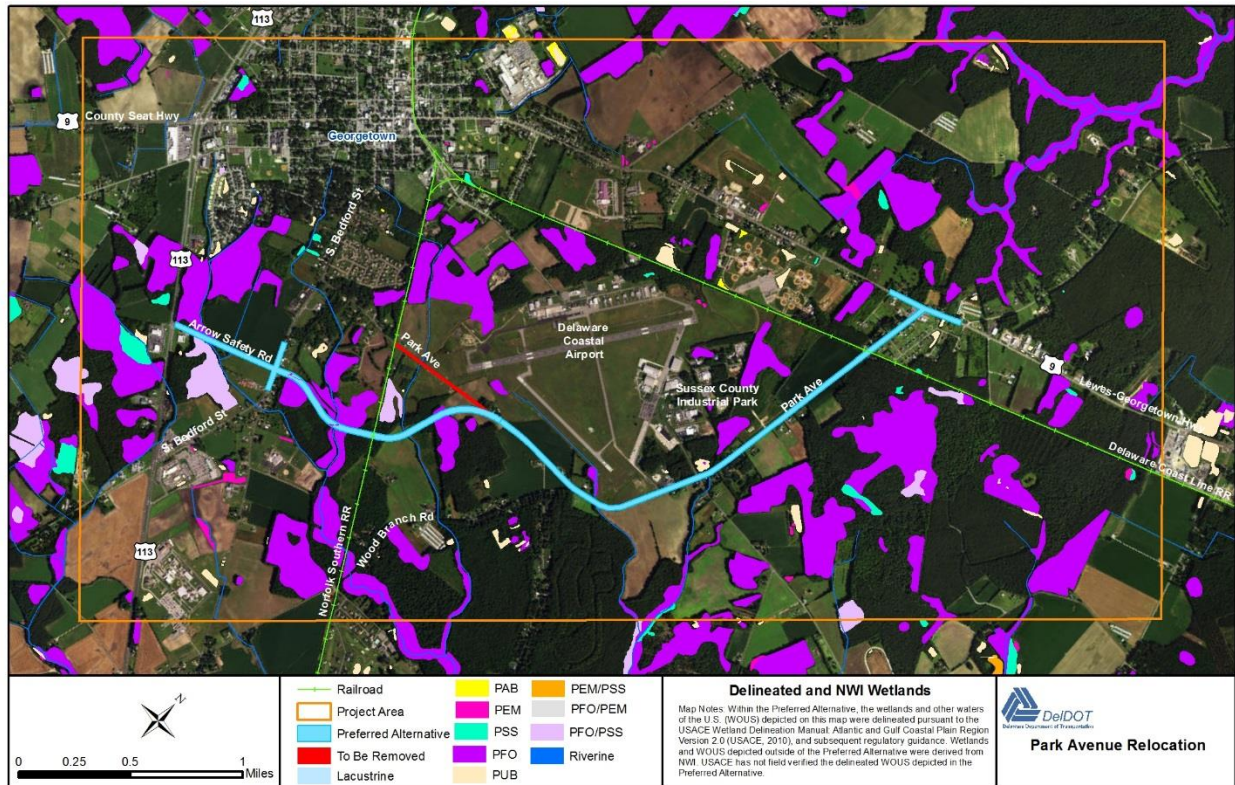 113
County Seat Hwy
9
Georgetown
S. Bedford St
113
Arrow Safety Rd
Park Ave
Delaware
Coastal
Airport
Sussex County
Industrial Park
Park Ave
9
Lewes-Georgetown Hwy
Delaware Coast Line RR
S. Bedford St
Norfolk Southern RR
Wood Branch Rd
113
N
0 0.25 0.5 1
Miles
Railroad
Project Area
Preferred Alternative
To Be Removed
Lacustrine
PAB
PEM
PSS
PFO
PUB
PEM/PSS
PFO/PEM
PFO/PSS
Riverine
Delineated and NWI Wetlands
Map Notes: Within the Preferred Alternative, the wetlands and other waters
of the U.S. (WOUS) depicted on this map were delineated pursuant to the
USACE Wetland Delineation Manual: Atlantic and Gulf Coastal Plain Region
Version 2.0 (USACE, 2010), and subsequent regulatory guidance. Wetlands
and WOUS depicted outside of the Preferred Alternative were derived from
NWI. USACE has not field verified the delineated WOUS depicted in the
Preferred Alternative.
DelDOT
Delaware Department of Transportation
Park Avenue Relocation